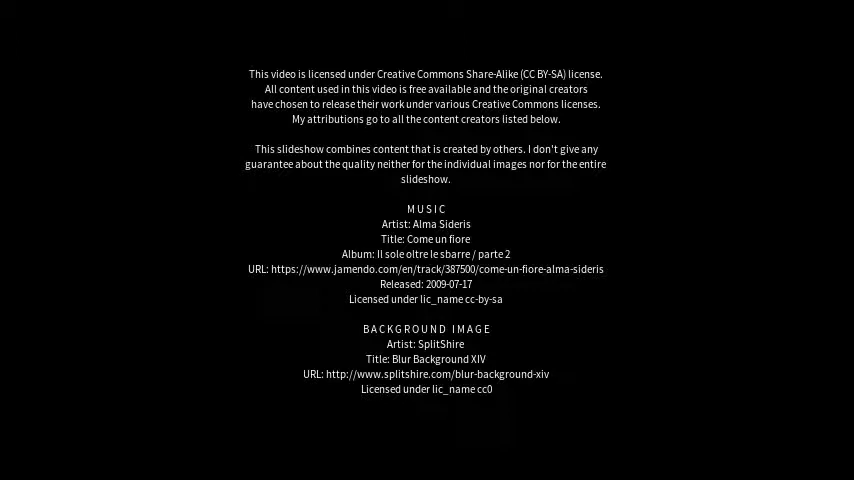 This video is licensed under Creative Commons Share-Alike (CC BY-SA) license.
All content used in this video is free available and the original creators
have chosen to release their work under various Creative Commons licenses.
My attributions go to all the content creators listed below.
This slideshow combines content that is created by others. I don't give any
guarantee about the quality neither for the individual images nor for the entire
slideshow.
MUSIC
Artist: Alma Sideris
Title: Come un fiore
Album: Il sole oltre le sbarre / parte 2
URL: https://www.jamendo.com/en/track/387500/come-un-fiore-alma-sideris
Released: 2009-07-17
Licensed under lic_name cc-by-sa
BACKGROUND IMAGE
Artist: SplitShire
Title: Blur Background XIV
URL: http://www.splitshire.com/blur-background-xiv
Licensed under lic_name cc0